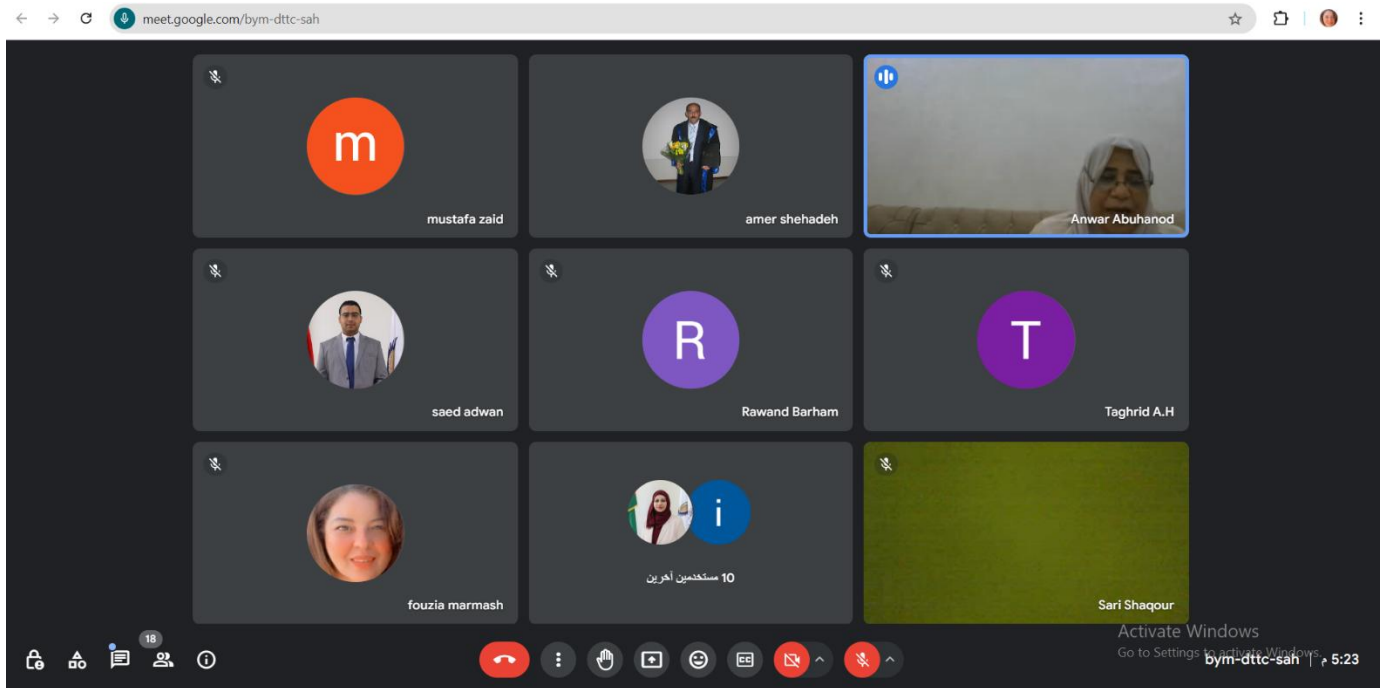 meet.google.com/bym-dttc-sah
m
mustafa zaid
amer shehadeh
Anwar Abuhanod
saed adwan
R
Rawand Barham
T
Taghrid A.H
fouzia marmash
i
10 مستخدمين آخرين
Sari Shaqour
Activate Windows
Go to Settings to activate Windows.
18
CC
bym-dttc-sah | 5:23 م